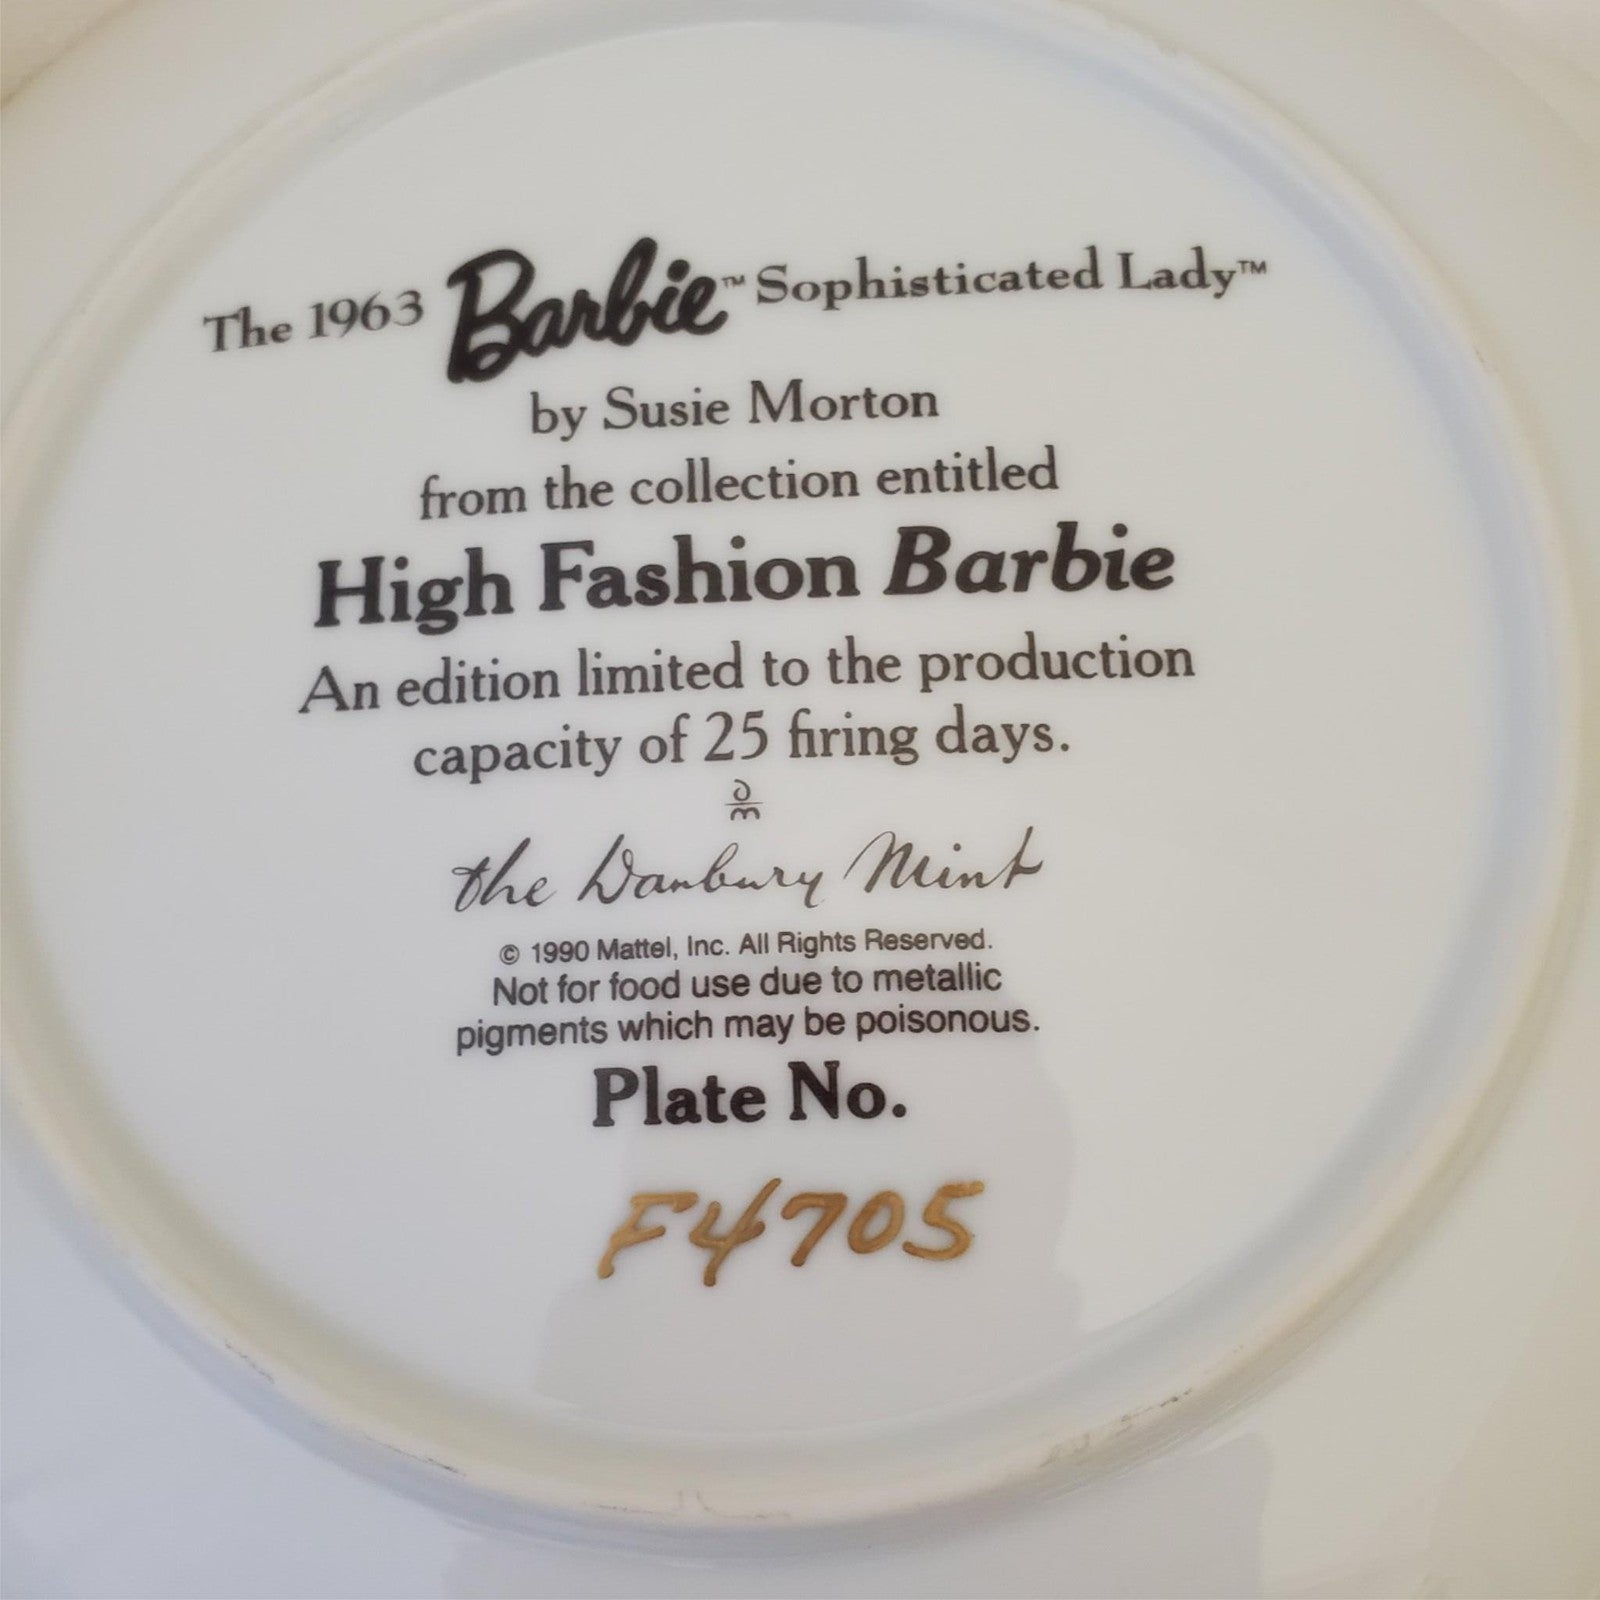 The 1963 Barbie™ Sophisticated Lady™
by Susie Morton
from the collection entitled
High Fashion Barbie
An edition limited to the production
capacity of 25 firing days.
the Danbury Mint
© 1990 Mattel, Inc. All Rights Reserved.
Not for food use due to metallic
pigments which may be poisonous.
Plate No.
F4705